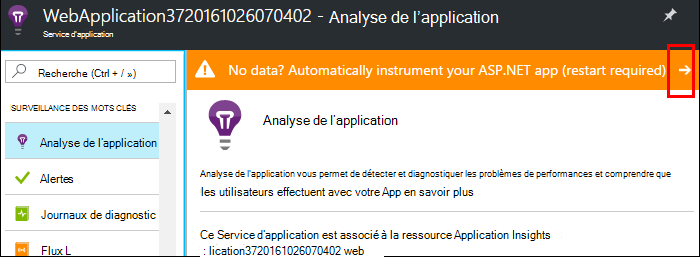 WebApplication3720161026070402 - Analyse de l'application
Service d'application
Recherche (Ctrl + / »)
SURVEILLANCE DES MOTS CLÉS
Analyse de l'application
Alertes
Journaux de diagnostic
Flux L
No data? Automatically instrument your ASP.NET app (restart required) →
Analyse de l'application
Analyse de l'application vous permet de détecter et diagnostiquer les problèmes de performances et comprendre que
les utilisateurs effectuent avec votre App en savoir plus
Ce Service d'application est associé à la ressource Application Insights
: lication3720161026070402 web